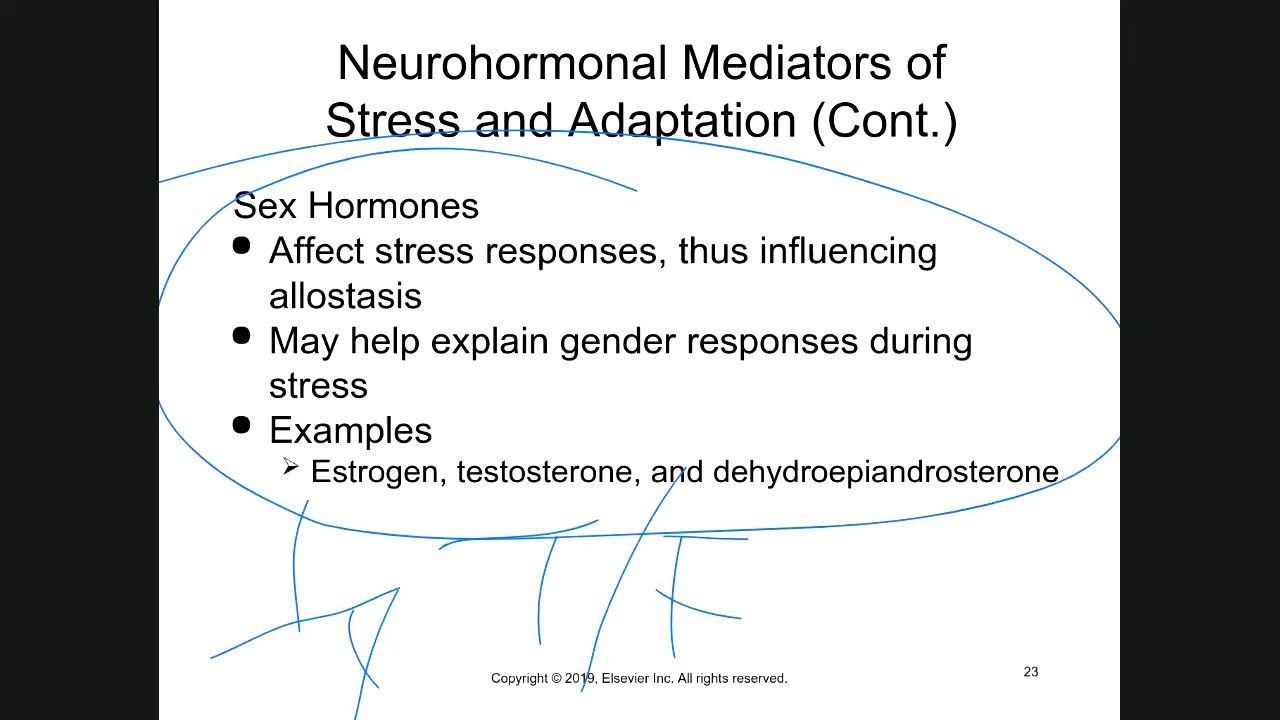 Neurohormonal Mediators of
Stress and Adaptation (Cont.)
Sex Hormones
● Affect stress responses, thus influencing
allostasis
● May help explain gender responses during
stress
● Examples
➢ Estrogen, testosterone, and dehydroepiandrosterone
Copyright © 2019, Elsevier Inc. All rights reserved.
23